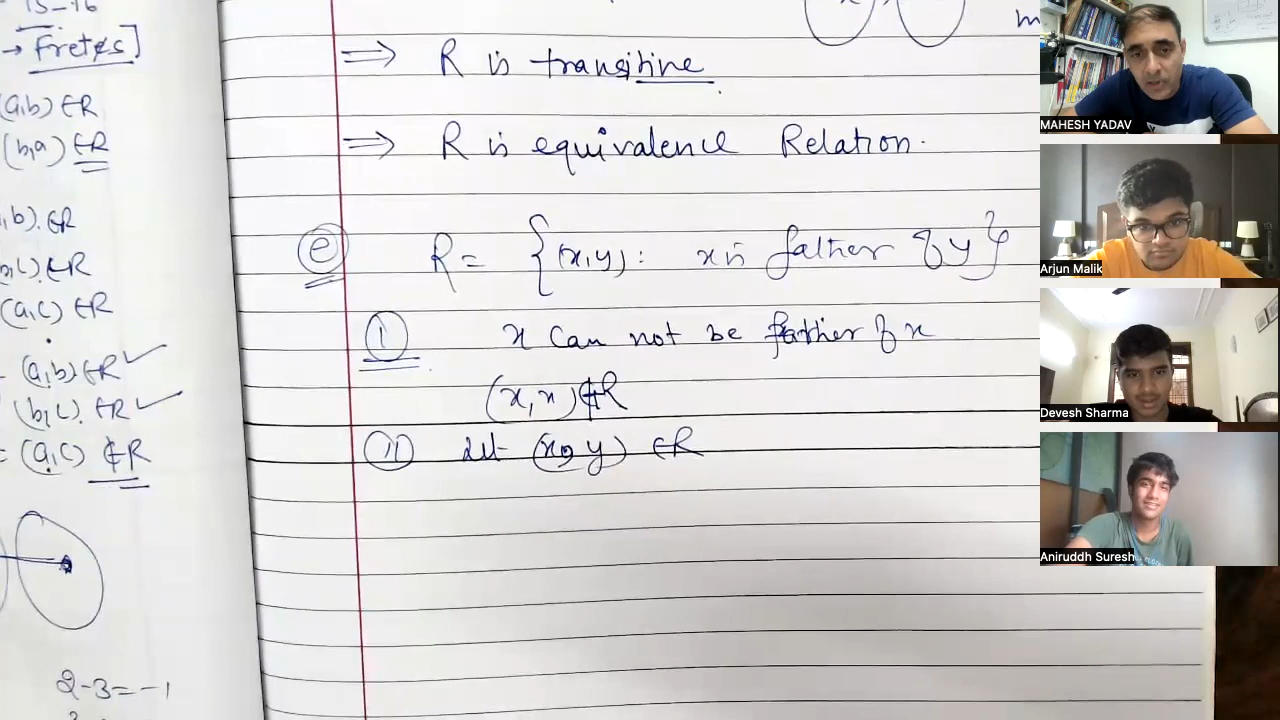 15-16
→ Fretes]
(a,b) ∈R
(b,a) ∈R
,b). ∈R
b,c). ∈R
(a,c) ∈R
(a,b) ∈R ✓
(b,c). ∈R ✓
= (a,c) ∉R
2-3=-1
m
⇒ R is transitive.
⇒ R is equivalence Relation.
(e) R = {(x,y) : x is father of y}
(i) x can not be father of x
(x,x) ∉R
(ii) let (x, y) ∈R
MAHESH YADAV
Arjun Malik
Devesh Sharma
Aniruddh Suresh